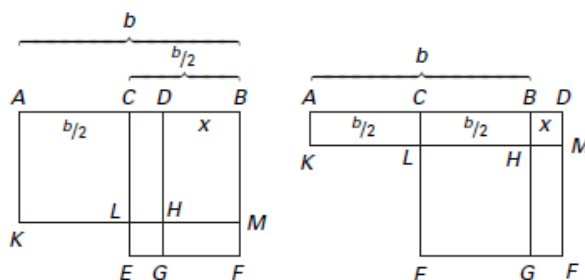 b
b/2
A C D B
b/2 x
L H M
K
E G F
b
A C B D
b/2 b/2 x
K L H M
E G F